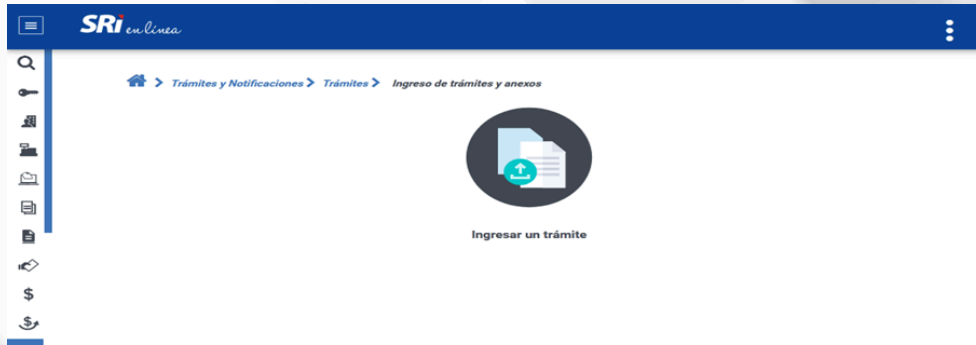 SRi en línea
Trámites y Notificaciones > Trámites > Ingreso de trámites y anexos
Ingresar un trámite